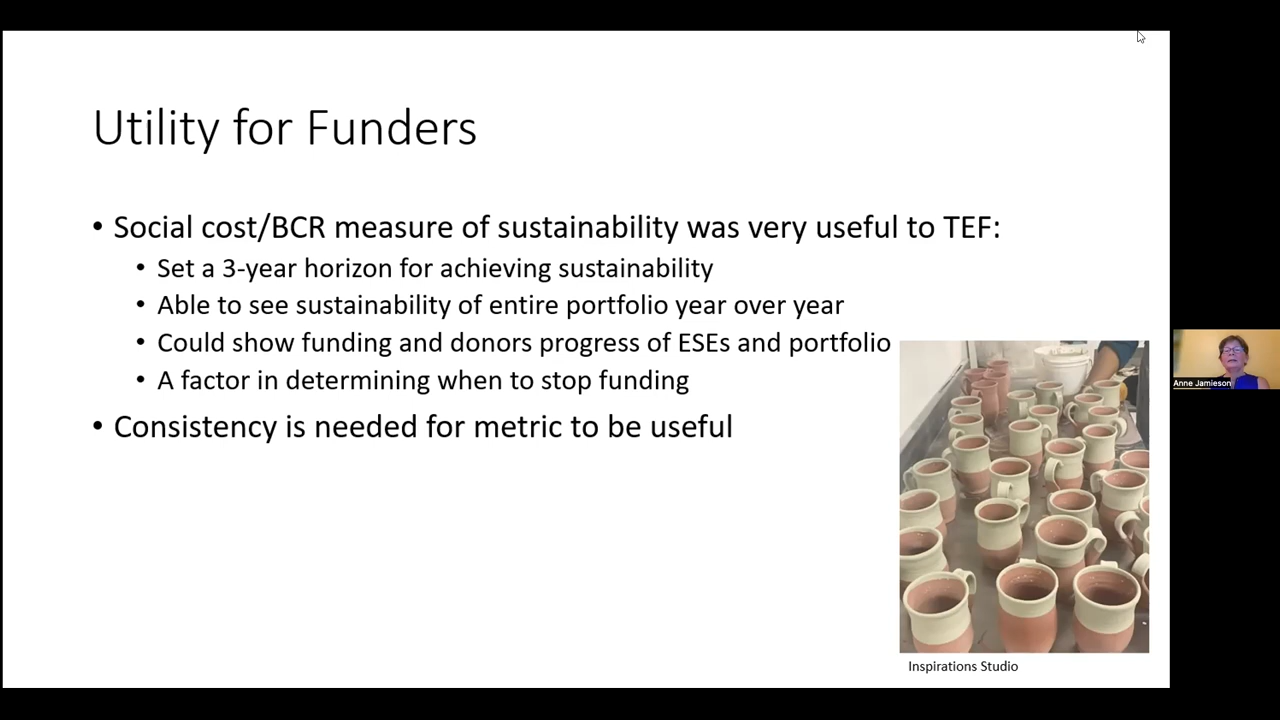 Utility for Funders
• Social cost/BCR measure of sustainability was very useful to TEF:
• Set a 3-year horizon for achieving sustainability
• Able to see sustainability of entire portfolio year over year
• Could show funding and donors progress of ESEs and portfolio
• A factor in determining when to stop funding
• Consistency is needed for metric to be useful
Inspirations Studio
Anne Jamieson